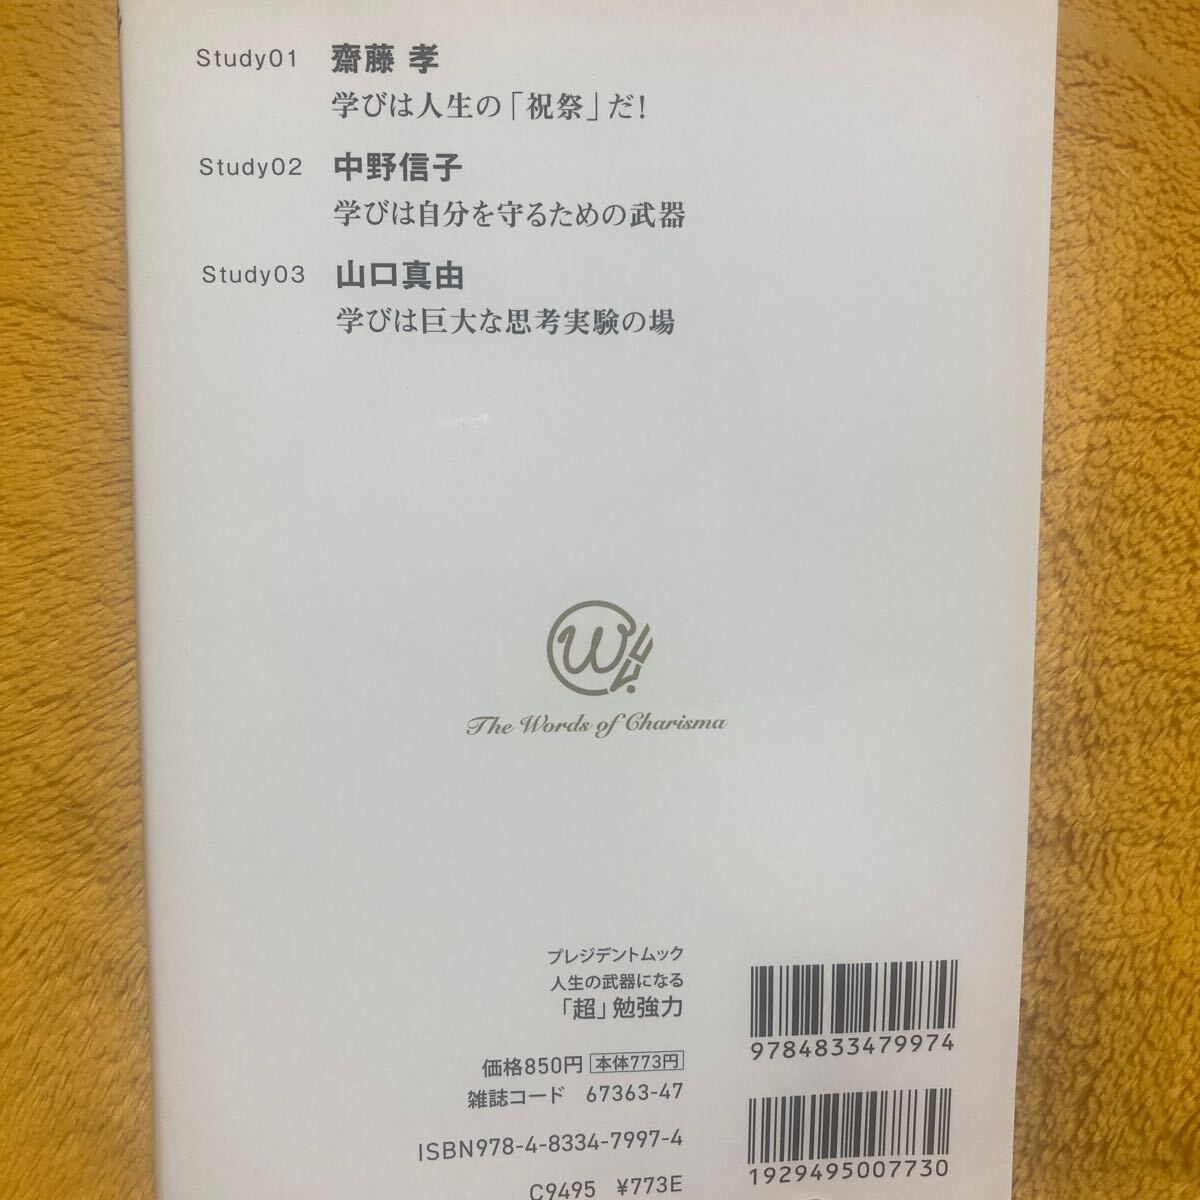 Study01 齋藤 孝
学びは人生の「祝祭」だ!
Study02 中野信子
学びは自分を守るための武器
Study03 山口真由
学びは巨大な思考実験の場
W
The Words of Charisma
プレジデントムック
人生の武器になる
「超」勉強力
価格850円 本体773円
雑誌コード 67363-47
ISBN978-4-8334-7997-4
C9495 ¥773E
9784833479974
1929495007730